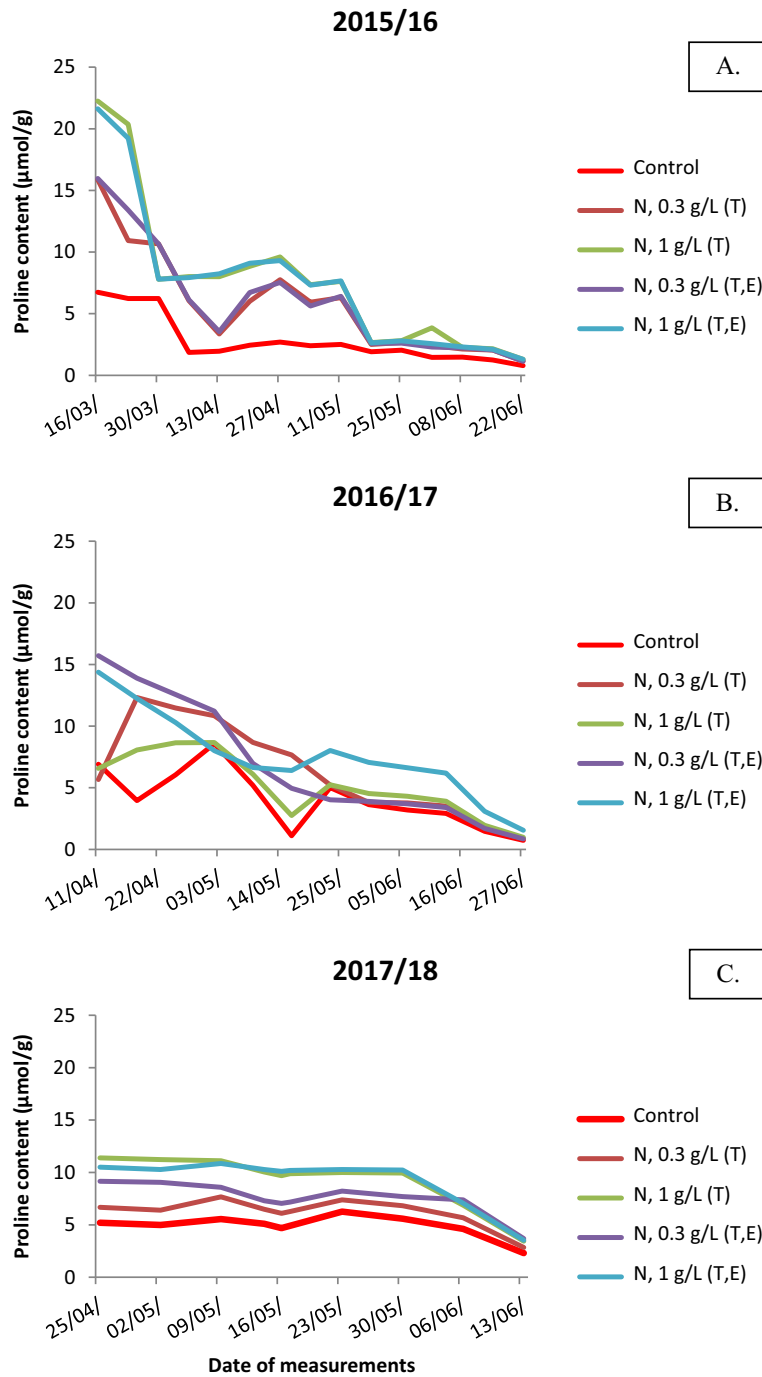 2015/16
A.
Proline content (µmol/g)
25
20
15
10
5
0
16/03/
30/03/
13/04/
27/04/
11/05/
25/05/
08/06/
22/06/
Control
N, 0.3 g/L (T)
N, 1 g/L (T)
N, 0.3 g/L (T,E)
N, 1 g/L (T,E)
2016/17
B.
Proline content (µmol/g)
25
20
15
10
5
0
11/04/
22/04/
03/05/
14/05/
25/05/
05/06/
16/06/
27/06/
Control
N, 0.3 g/L (T)
N, 1 g/L (T)
N, 0.3 g/L (T,E)
N, 1 g/L (T,E)
2017/18
C.
Proline content (µmol/g)
25
20
15
10
5
0
25/04/
02/05/
09/05/
16/05/
23/05/
30/05/
06/06/
13/06/
Date of measurements
Control
N, 0.3 g/L (T)
N, 1 g/L (T)
N, 0.3 g/L (T,E)
N, 1 g/L (T,E)